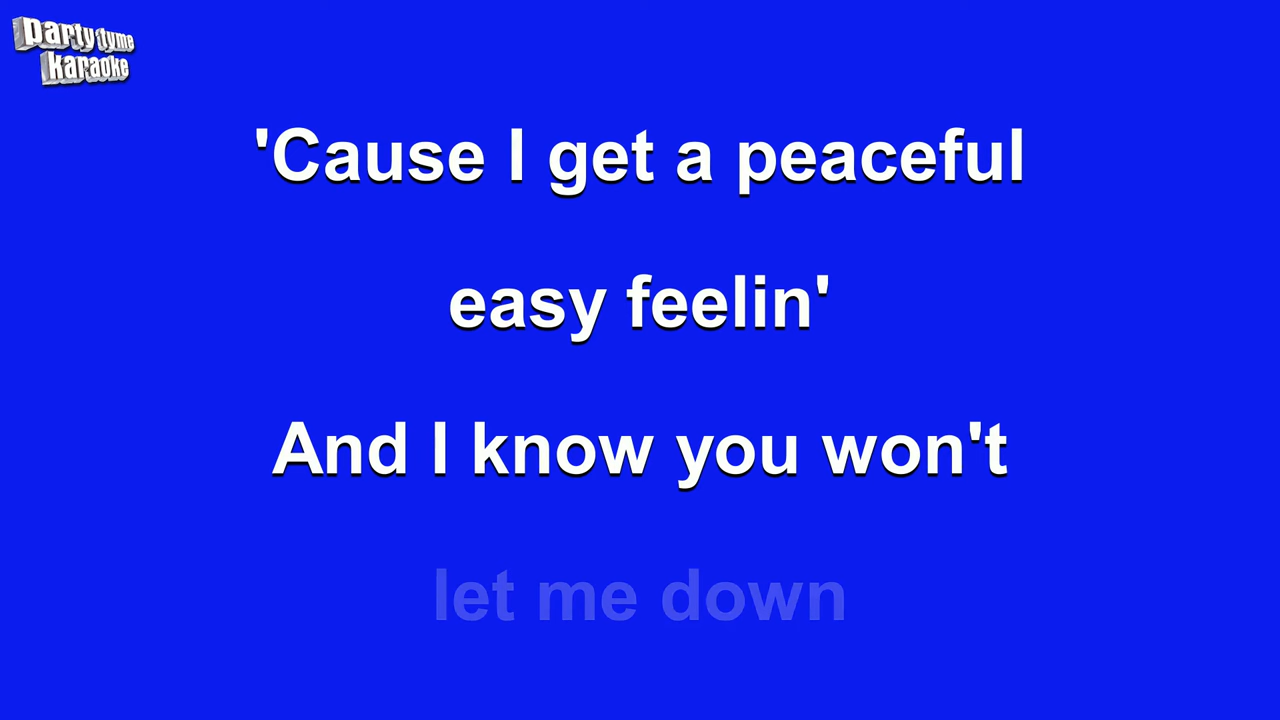 party tyme
karaoke
'Cause I get a peaceful
easy feelin'
And I know you won't
let me down